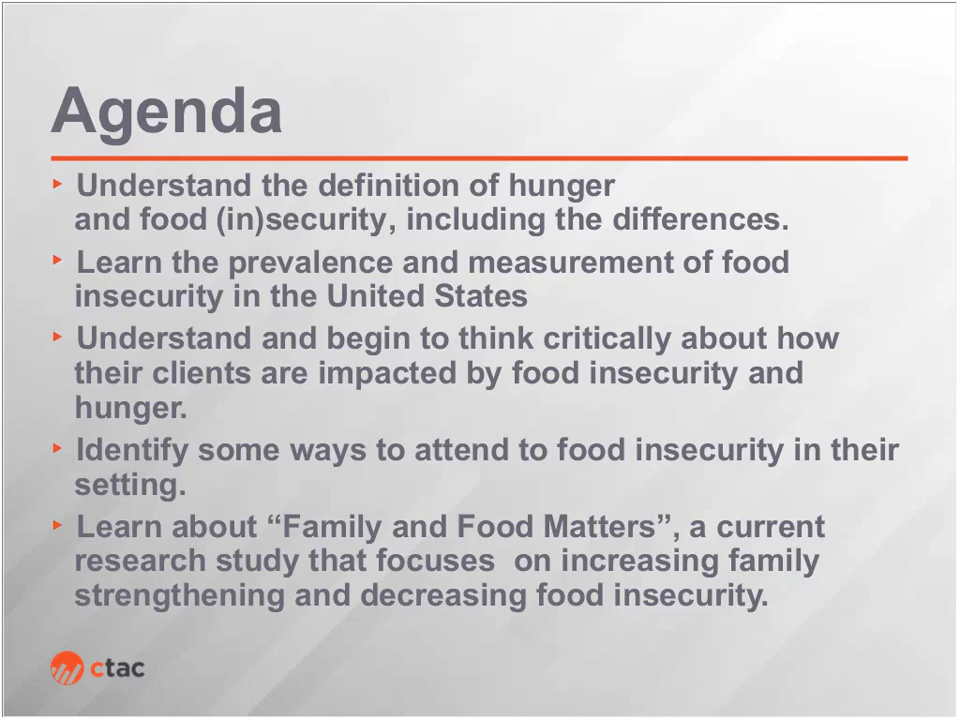 Agenda
‣ Understand the definition of hunger
and food (in)security, including the differences.
‣ Learn the prevalence and measurement of food
insecurity in the United States
‣ Understand and begin to think critically about how
their clients are impacted by food insecurity and
hunger.
‣ Identify some ways to attend to food insecurity in their
setting.
‣ Learn about “Family and Food Matters”, a current
research study that focuses  on increasing family
strengthening and decreasing food insecurity.
ctac